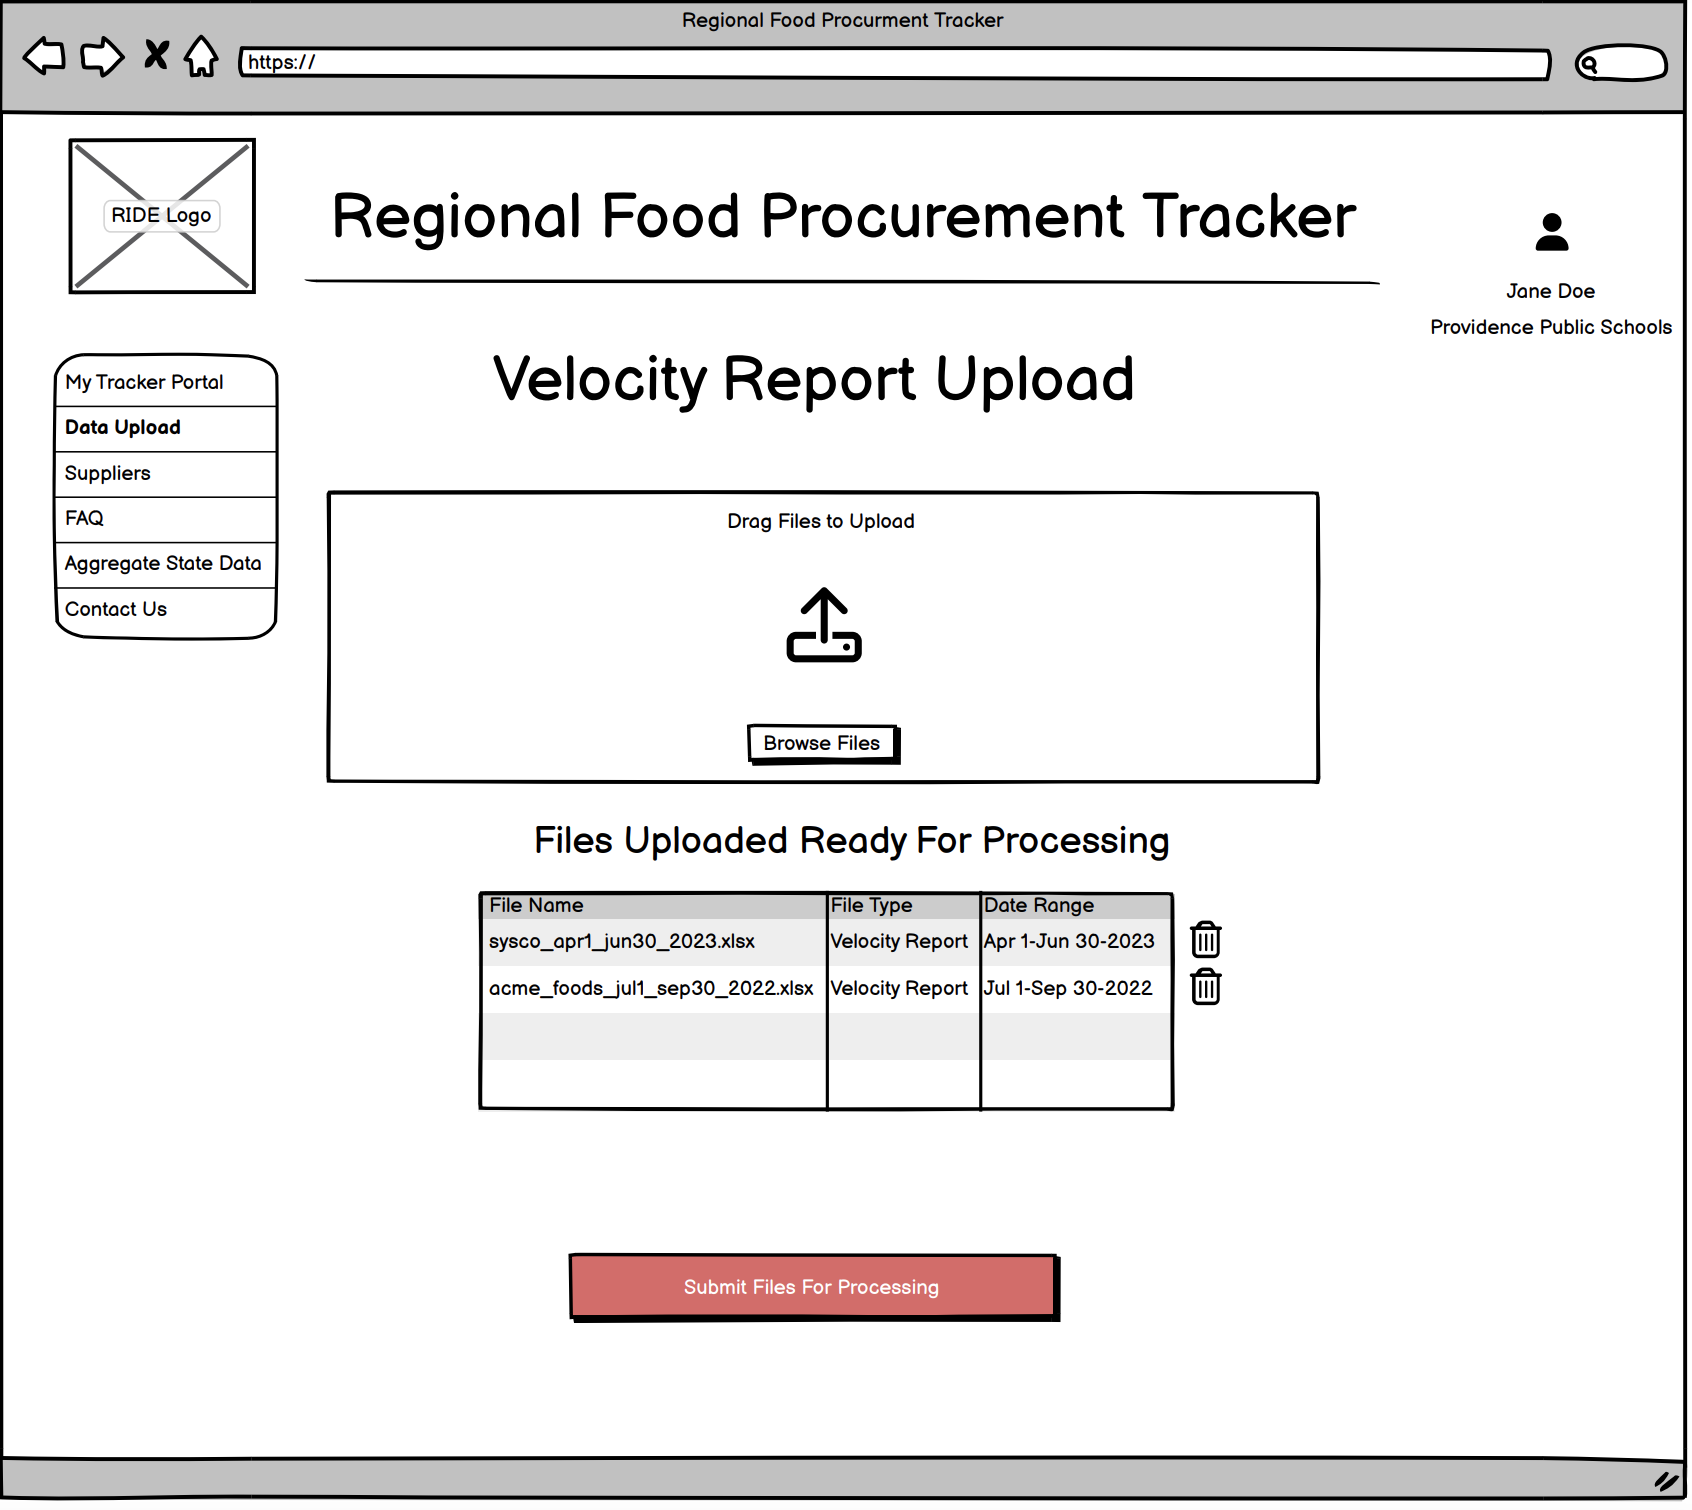 Regional Food Procurment Tracker
https://
RIDE Logo
Regional Food Procurement Tracker
Jane Doe
Providence Public Schools
My Tracker Portal
Data Upload
Suppliers
FAQ
Aggregate State Data
Contact Us
Velocity Report Upload
Drag Files to Upload
Browse Files
Files Uploaded Ready For Processing
File Name File Type Date Range
sysco_apr1_jun30_2023.xlsx Velocity Report Apr 1-Jun 30-2023
acme_foods_jul1_sep30_2022.xlsx Velocity Report Jul 1-Sep 30-2022
Submit Files For Processing